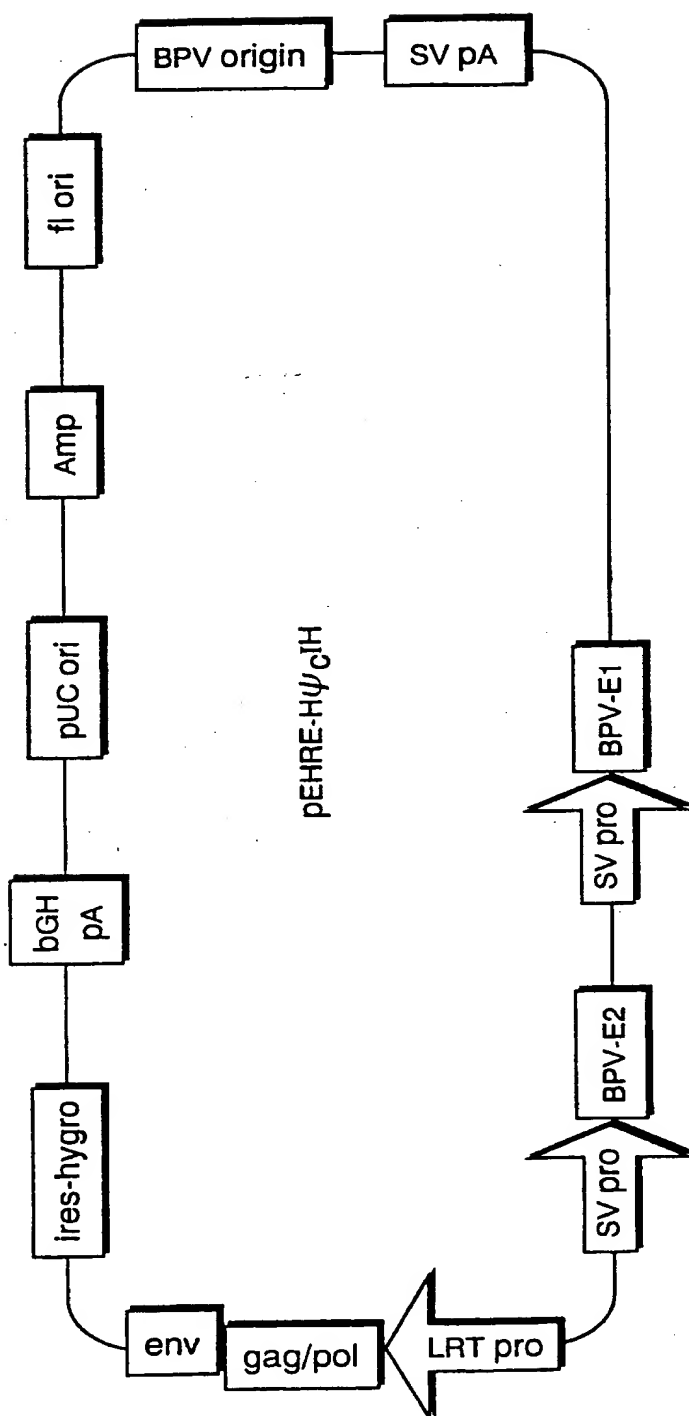 BPV origin
SV pA
fl ori
Amp
pUC ori
bGH
pA
ires-hygro
env
gag/pol
LRT pro
SV pro
BPV-E2
SV pro
BPV-E1
pEHRE-HψCIH